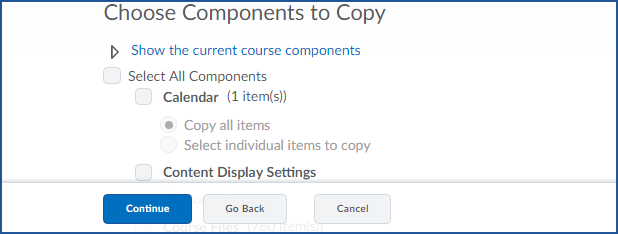 Choose Components to Copy
Show the current course components
Select All Components
Calendar (1 item(s))
Copy all items
Select individual items to copy
Content Display Settings
Continue Go Back Cancel
Course Files (760 item(s))